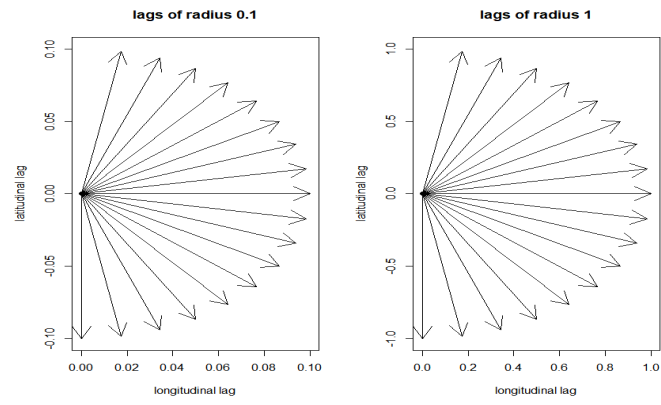 lags of radius 0.1
0.10
0.05
0.00
-0.05
-0.10
latitudinal lag
0.00 0.02 0.04 0.06 0.08 0.10
longitudinal lag
lags of radius 1
1.0
0.5
0.0
-0.5
-1.0
latitudinal lag
0.0 0.2 0.4 0.6 0.8 1.0
longitudinal lag